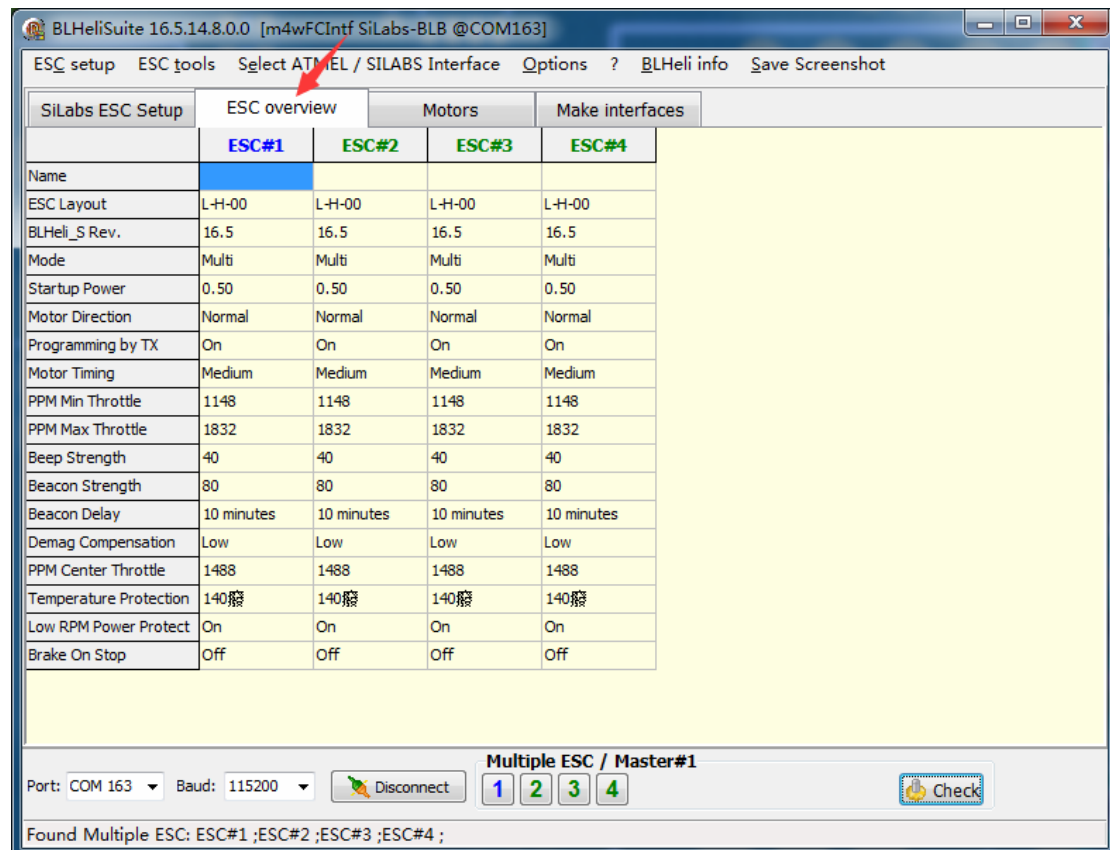 BLHeliSuite 16.5.14.8.0.0 [m4wFCIntf SiLabs-BLB @COM163]
ESC setup ESC tools Select ATMEL / SILABS Interface Options ? BLHeli info Save Screenshot
SiLabs ESC Setup ESC overview Motors Make interfaces
ESC#1 ESC#2 ESC#3 ESC#4
Name
ESC Layout L-H-00 L-H-00 L-H-00 L-H-00
BLHeli_S Rev. 16.5 16.5 16.5 16.5
Mode Multi Multi Multi Multi
Startup Power 0.50 0.50 0.50 0.50
Motor Direction Normal Normal Normal Normal
Programming by TX On On On On
Motor Timing Medium Medium Medium Medium
PPM Min Throttle 1148 1148 1148 1148
PPM Max Throttle 1832 1832 1832 1832
Beep Strength 40 40 40 40
Beacon Strength 80 80 80 80
Beacon Delay 10 minutes 10 minutes 10 minutes 10 minutes
Demag Compensation Low Low Low Low
PPM Center Throttle 1488 1488 1488 1488
Temperature Protection 140 140 140 140
Low RPM Power Protect On On On On
Brake On Stop Off Off Off Off
Multiple ESC / Master#1
Port: COM 163 Baud: 115200 Disconnect 1 2 3 4 Check
Found Multiple ESC: ESC#1 ;ESC#2 ;ESC#3 ;ESC#4 ;